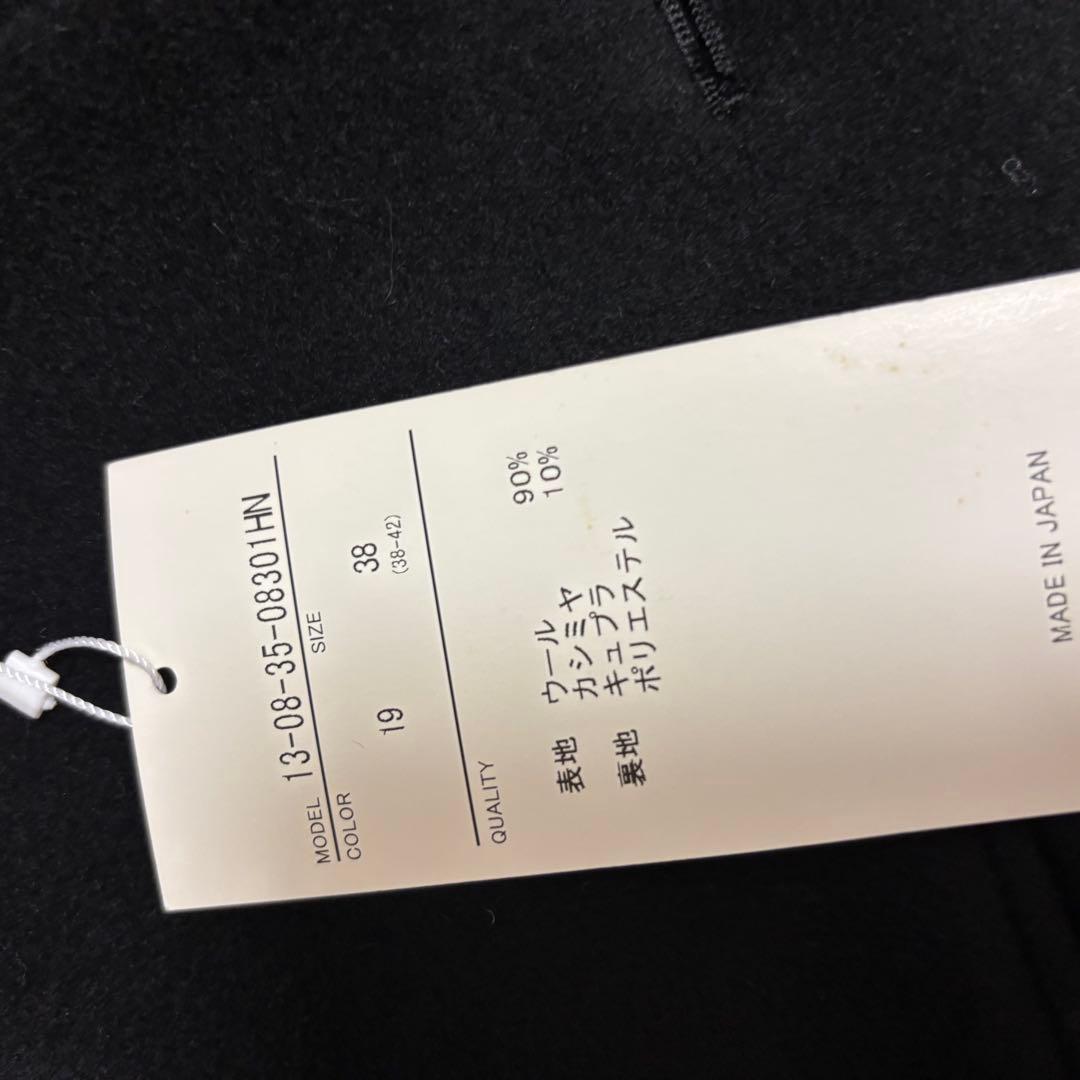 MODEL 13-08-35-08301HN
COLOR SIZE
19 38
(38-42)
QUALITY
表地 ウール 90%
カシミヤ 10%
裏地 キュプラ
ポリエステル
MADE IN JAPAN